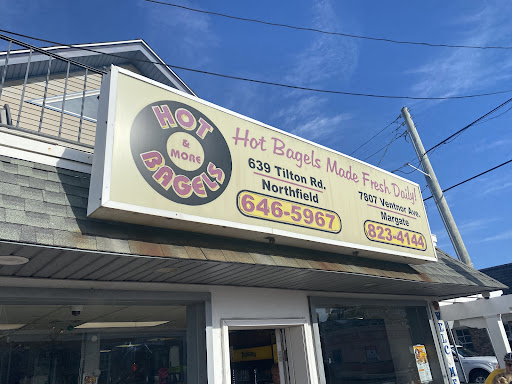 HOT
& MORE
BAGELS
Hot Bagels Made Fresh Daily!
639 Tilton Rd.
Northfield
646-5967
7807 Ventnor Ave.
Margate
823-4144